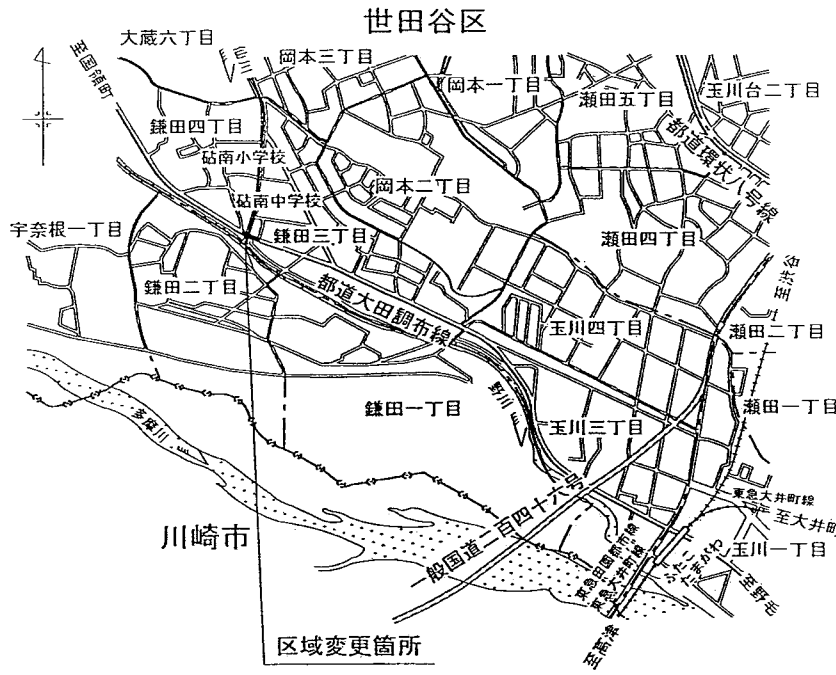 世田谷区
大蔵六丁目
至国領町
岡本三丁目
岡本一丁目
瀬田五丁目
玉川台二丁目
鎌田四丁目
砧南小学校
都道環状八号線
岡本二丁目
砧南中学校
宇奈根一丁目
鎌田三丁目
瀬田四丁目
至渋谷
鎌田二丁目
都道大田調布線
玉川四丁目
瀬田二丁目
野川
鎌田一丁目
瀬田一丁目
多摩川
玉川三丁目
東急大井町線
至大井町
川崎市
一般国道二百四十六号
玉川一丁目
東急田園都市線
東急大井町線
ふたこたまがわ
至野毛
区域変更箇所
至高津